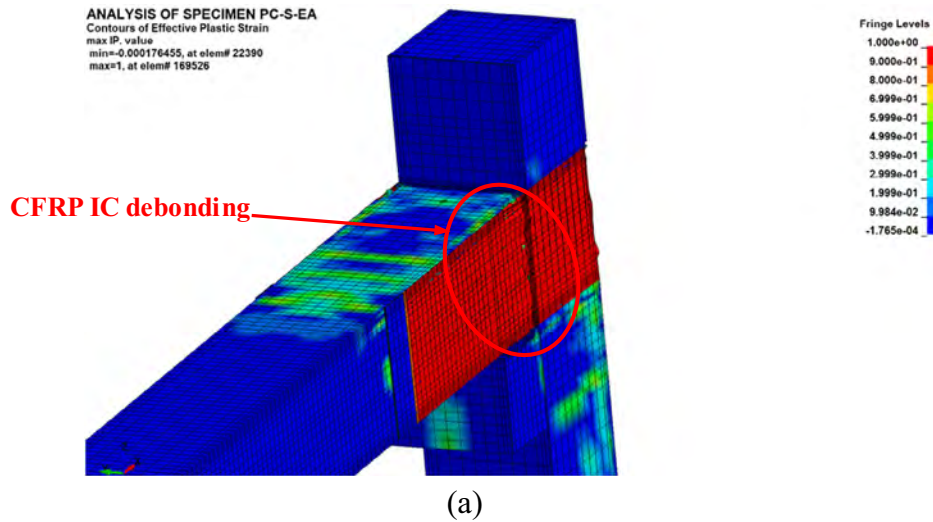 ANALYSIS OF SPECIMEN PC-S-EA
Contours of Effective Plastic Strain
max IP. value
min=-0.000176455, at elem# 22390
max=1, at elem# 169526
Fringe Levels
1.000e+00
9.000e-01
8.000e-01
6.999e-01
5.999e-01
4.999e-01
3.999e-01
2.999e-01
1.999e-01
9.984e-02
-1.765e-04
CFRP IC debonding
(a)